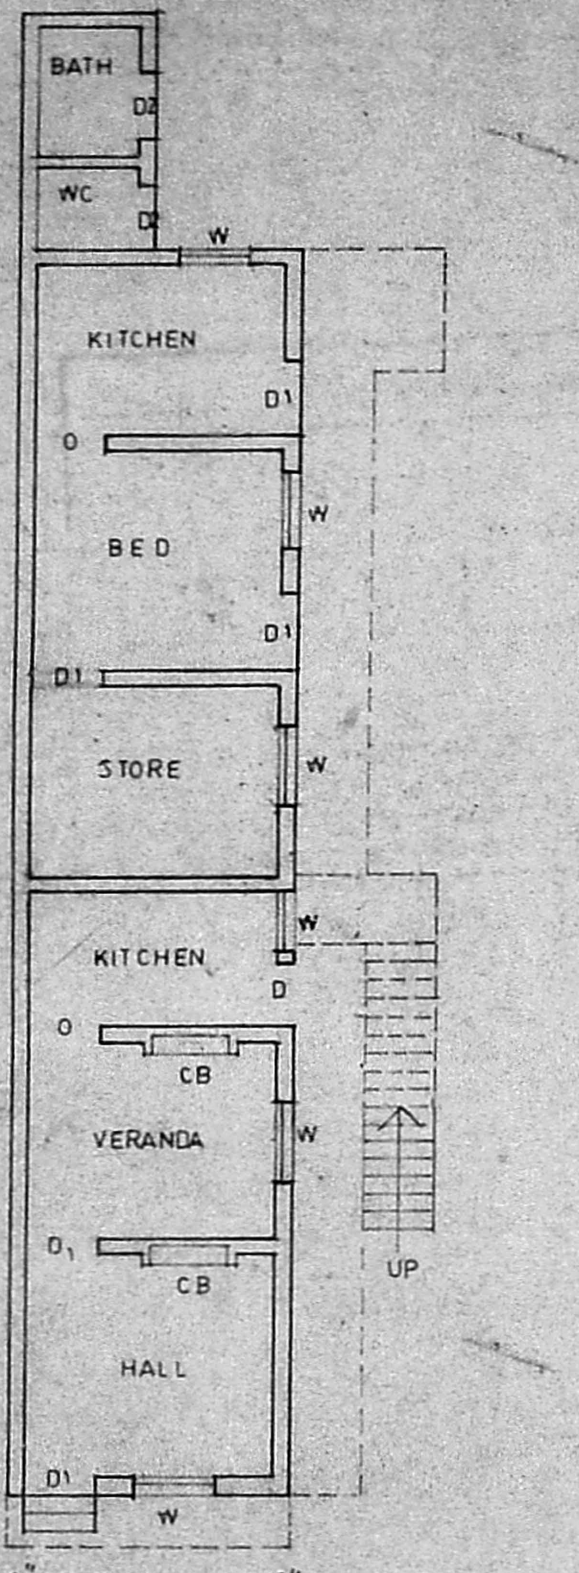 BATH
D2
WC
D2
W
KITCHEN
D1
O
W
BED
D1
D1
STORE
W
W
KITCHEN
D
O
CB
VERANDA
W
D1
CB
UP
HALL
D1
W